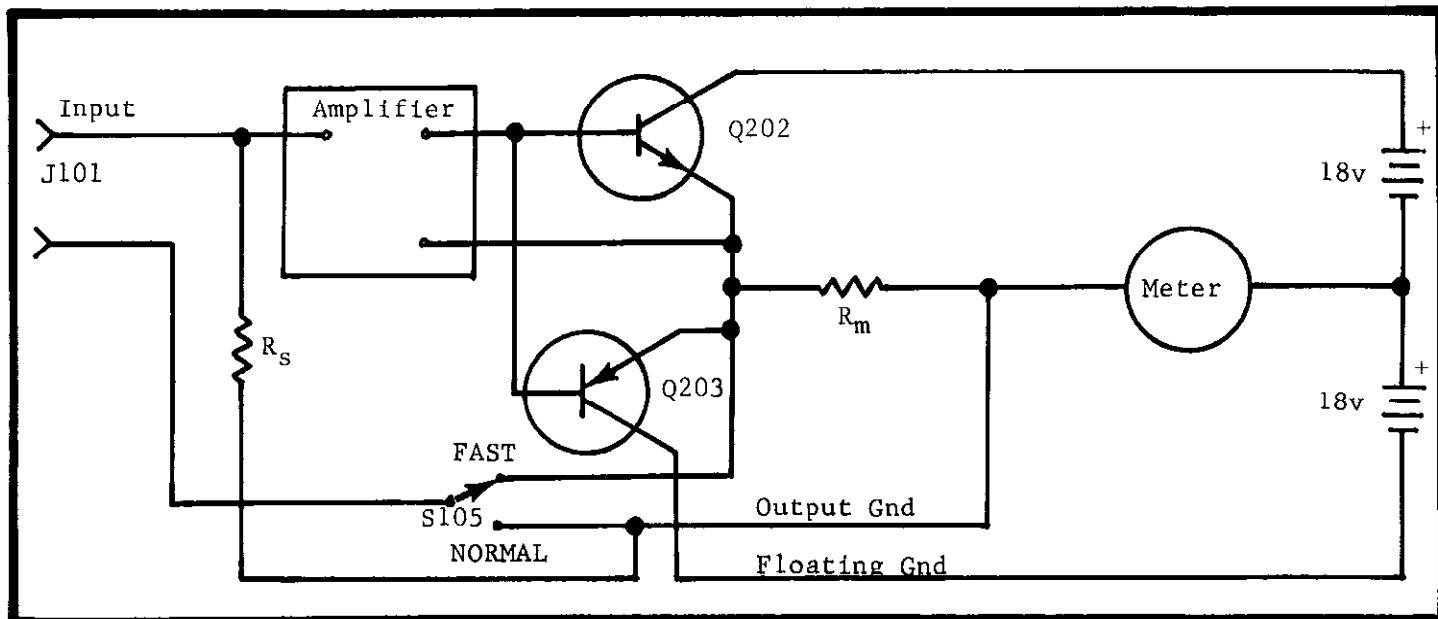 Input
Amplifier
Q202
+
J101
18v
Meter
Rm
Rs
+
Q203
18v
FAST
S105
Output Gnd
NORMAL
Floating Gnd